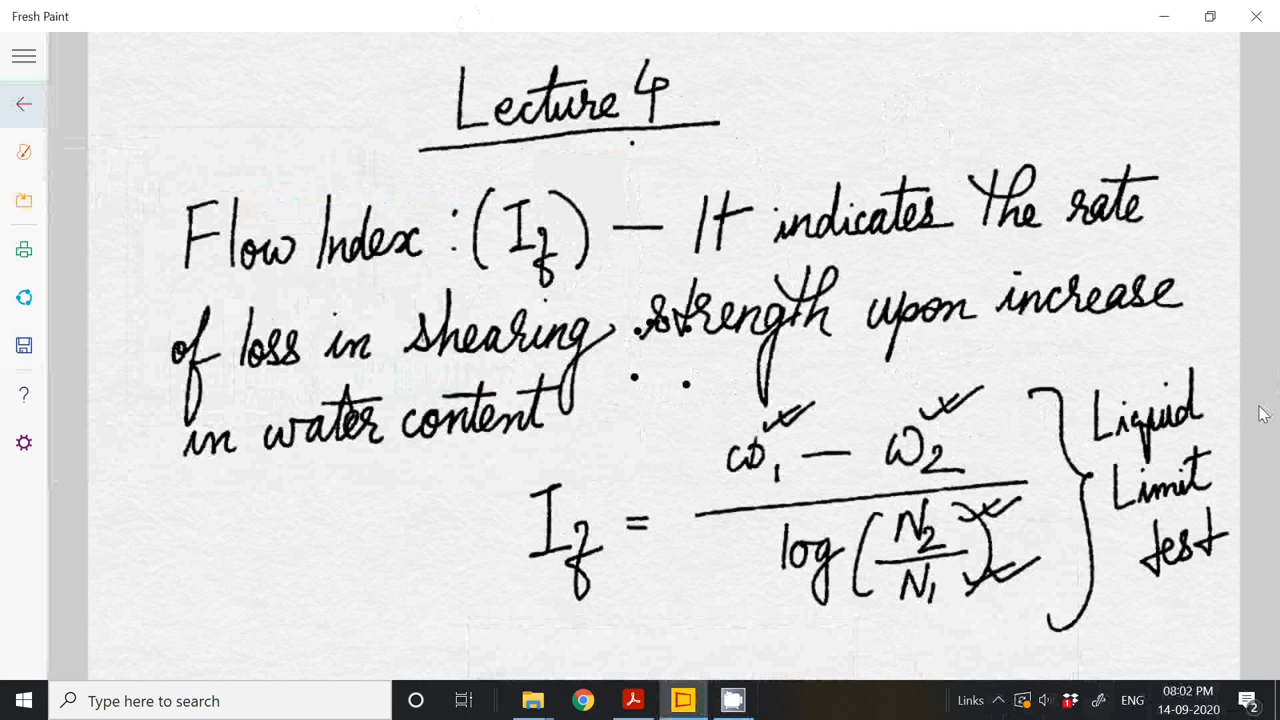 Fresh Paint
Lecture 4
Flow Index : (If) — It indicates the rate
of loss in shearing strength upon increase
in water content
If = ω1 − ω2 / log (N2/N1) } Liquid Limit test
?
Type here to search
Links
ENG
08:02 PM
14-09-2020
1
2